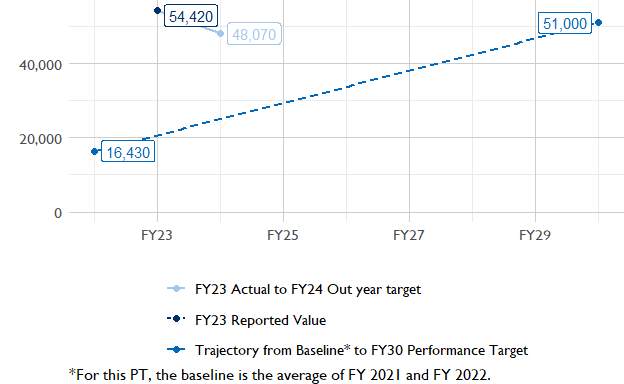 54,420
48,070
51,000
40,000
20,000
16,430
0
FY23 FY25 FY27 FY29
FY23 Actual to FY24 Out year target
FY23 Reported Value
Trajectory from Baseline* to FY30 Performance Target
*For this PT, the baseline is the average of FY 2021 and FY 2022.